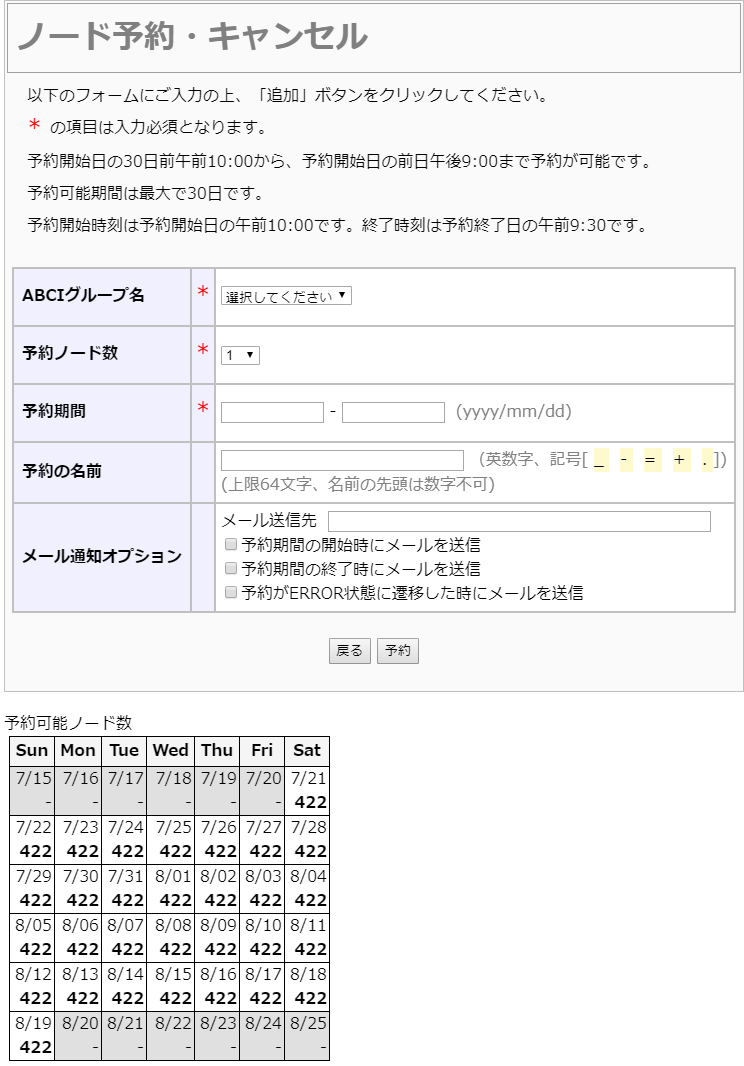 ノード予約・キャンセル
以下のフォームにご入力の上、「追加」ボタンをクリックしてください。
* の項目は入力必須となります。
予約開始日の30日前午前10:00から、予約開始日の前日午後9:00まで予約が可能です。
予約可能期間は最大で30日です。
予約開始時刻は予約開始日の午前10:00です。終了時刻は予約終了日の午前9:30です。
ABCIグループ名 * 選択してください ▼
予約ノード数 * 1 ▼
予約期間 * - (yyyy/mm/dd)
予約の名前 (英数字、記号[ _ - = + . ])
(上限64文字、名前の先頭は数字不可)
メール通知オプション
メール送信先
予約期間の開始時にメールを送信
予約期間の終了時にメールを送信
予約がERROR状態に遷移した時にメールを送信
戻る 予約
予約可能ノード数
Sun Mon Tue Wed Thu Fri Sat
7/15 7/16 7/17 7/18 7/19 7/20 7/21
- - - - - - 422
7/22 7/23 7/24 7/25 7/26 7/27 7/28
422 422 422 422 422 422 422
7/29 7/30 7/31 8/01 8/02 8/03 8/04
422 422 422 422 422 422 422
8/05 8/06 8/07 8/08 8/09 8/10 8/11
422 422 422 422 422 422 422
8/12 8/13 8/14 8/15 8/16 8/17 8/18
422 422 422 422 422 422 422
8/19 8/20 8/21 8/22 8/23 8/24 8/25
422 - - - - - -